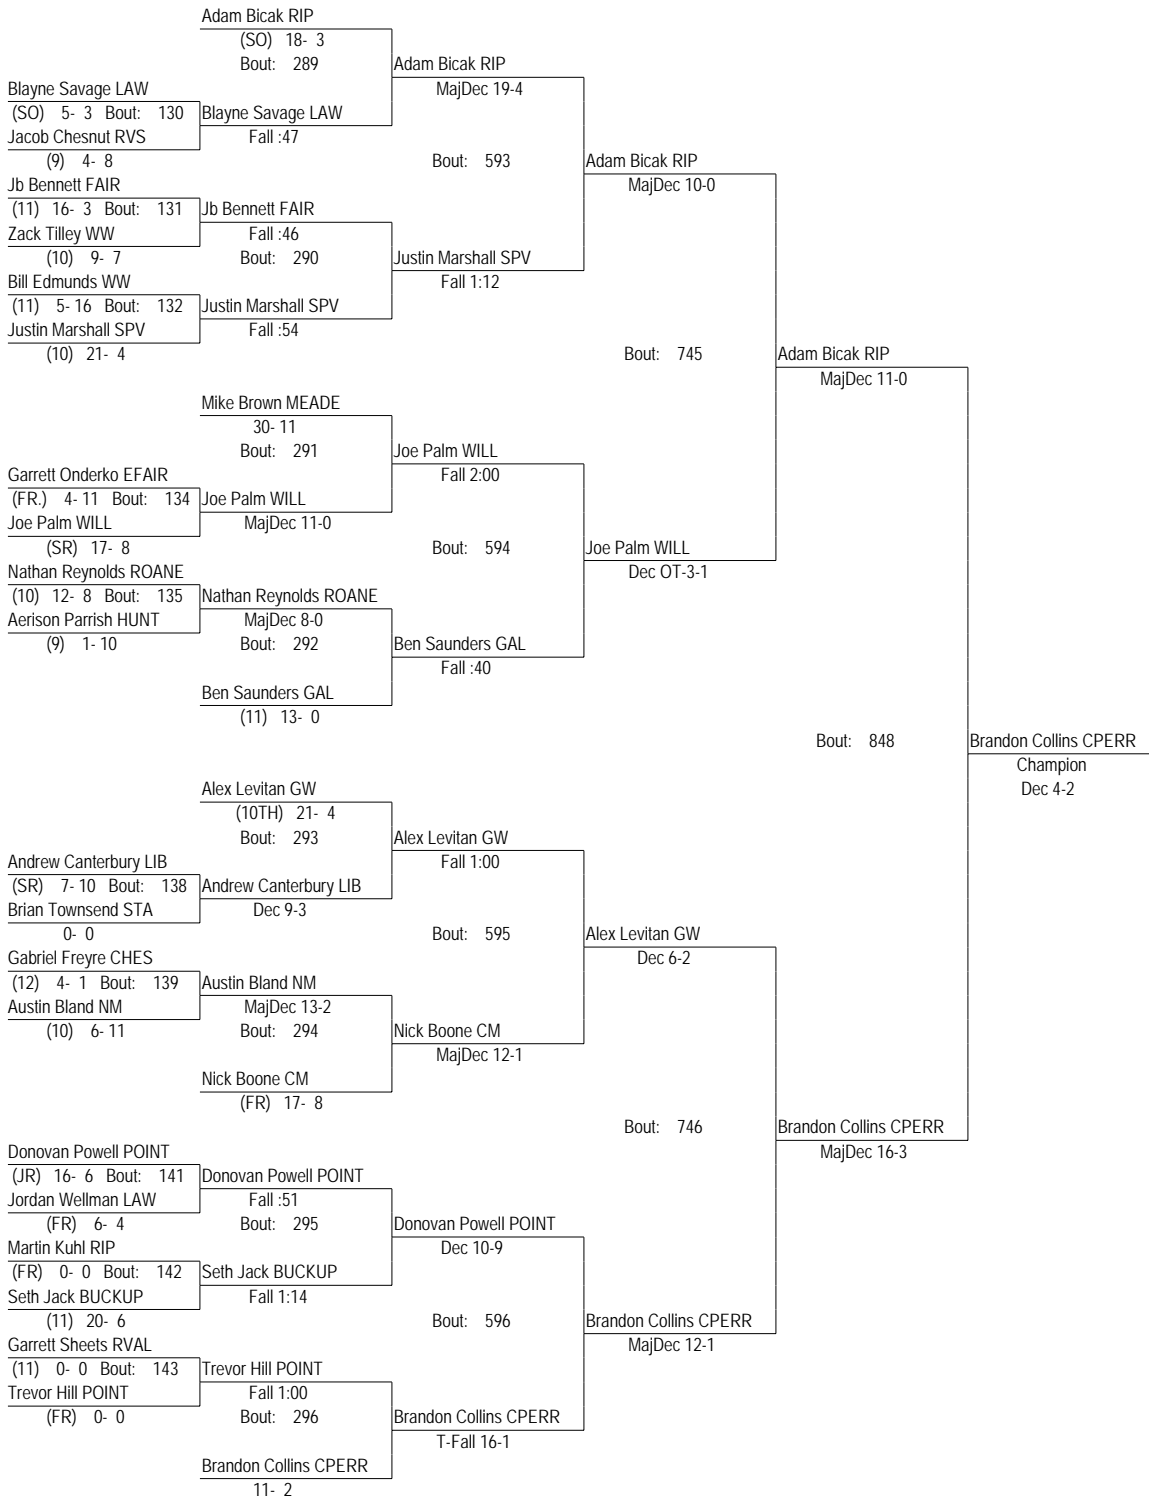 Adam Bicak RIP
(SO) 18- 3
Bout: 289
Adam Bicak RIP
MajDec 19-4
Blayne Savage LAW
(SO) 5- 3 Bout: 130
Blayne Savage LAW
Jacob Chesnut RVS
Fall :47
(9) 4- 8
Bout: 593
Adam Bicak RIP
MajDec 10-0
Jb Bennett FAIR
(11) 16- 3 Bout: 131
Jb Bennett FAIR
Zack Tilley WW
Fall :46
(10) 9- 7
Bout: 290
Justin Marshall SPV
Fall 1:12
Bill Edmunds WW
(11) 5- 16 Bout: 132
Justin Marshall SPV
Justin Marshall SPV
Fall :54
(10) 21- 4
Bout: 745
Adam Bicak RIP
MajDec 11-0
Mike Brown MEADE
30- 11
Bout: 291
Joe Palm WILL
Fall 2:00
Garrett Onderko EFAIR
(FR.) 4- 11 Bout: 134
Joe Palm WILL
Joe Palm WILL
MajDec 11-0
(SR) 17- 8
Bout: 594
Joe Palm WILL
Dec OT-3-1
Nathan Reynolds ROANE
(10) 12- 8 Bout: 135
Nathan Reynolds ROANE
Aerison Parrish HUNT
MajDec 8-0
(9) 1- 10
Bout: 292
Ben Saunders GAL
Fall :40
Ben Saunders GAL
(11) 13- 0
Bout: 848
Brandon Collins CPERR
Champion
Dec 4-2
Alex Levitan GW
(10TH) 21- 4
Bout: 293
Alex Levitan GW
Fall 1:00
Andrew Canterbury LIB
(SR) 7- 10 Bout: 138
Andrew Canterbury LIB
Brian Townsend STA
Dec 9-3
0- 0
Bout: 595
Alex Levitan GW
Dec 6-2
Gabriel Freyre CHES
(12) 4- 1 Bout: 139
Austin Bland NM
Austin Bland NM
MajDec 13-2
(10) 6- 11
Bout: 294
Nick Boone CM
MajDec 12-1
Nick Boone CM
(FR) 17- 8
Bout: 746
Brandon Collins CPERR
MajDec 16-3
Donovan Powell POINT
(JR) 16- 6 Bout: 141
Donovan Powell POINT
Jordan Wellman LAW
Fall :51
(FR) 6- 4
Bout: 295
Donovan Powell POINT
Dec 10-9
Martin Kuhl RIP
(FR) 0- 0 Bout: 142
Seth Jack BUCKUP
Seth Jack BUCKUP
Fall 1:14
(11) 20- 6
Bout: 596
Brandon Collins CPERR
MajDec 12-1
Garrett Sheets RVAL
(11) 0- 0 Bout: 143
Trevor Hill POINT
Trevor Hill POINT
Fall 1:00
(FR) 0- 0
Bout: 296
Brandon Collins CPERR
T-Fall 16-1
Brandon Collins CPERR
11- 2